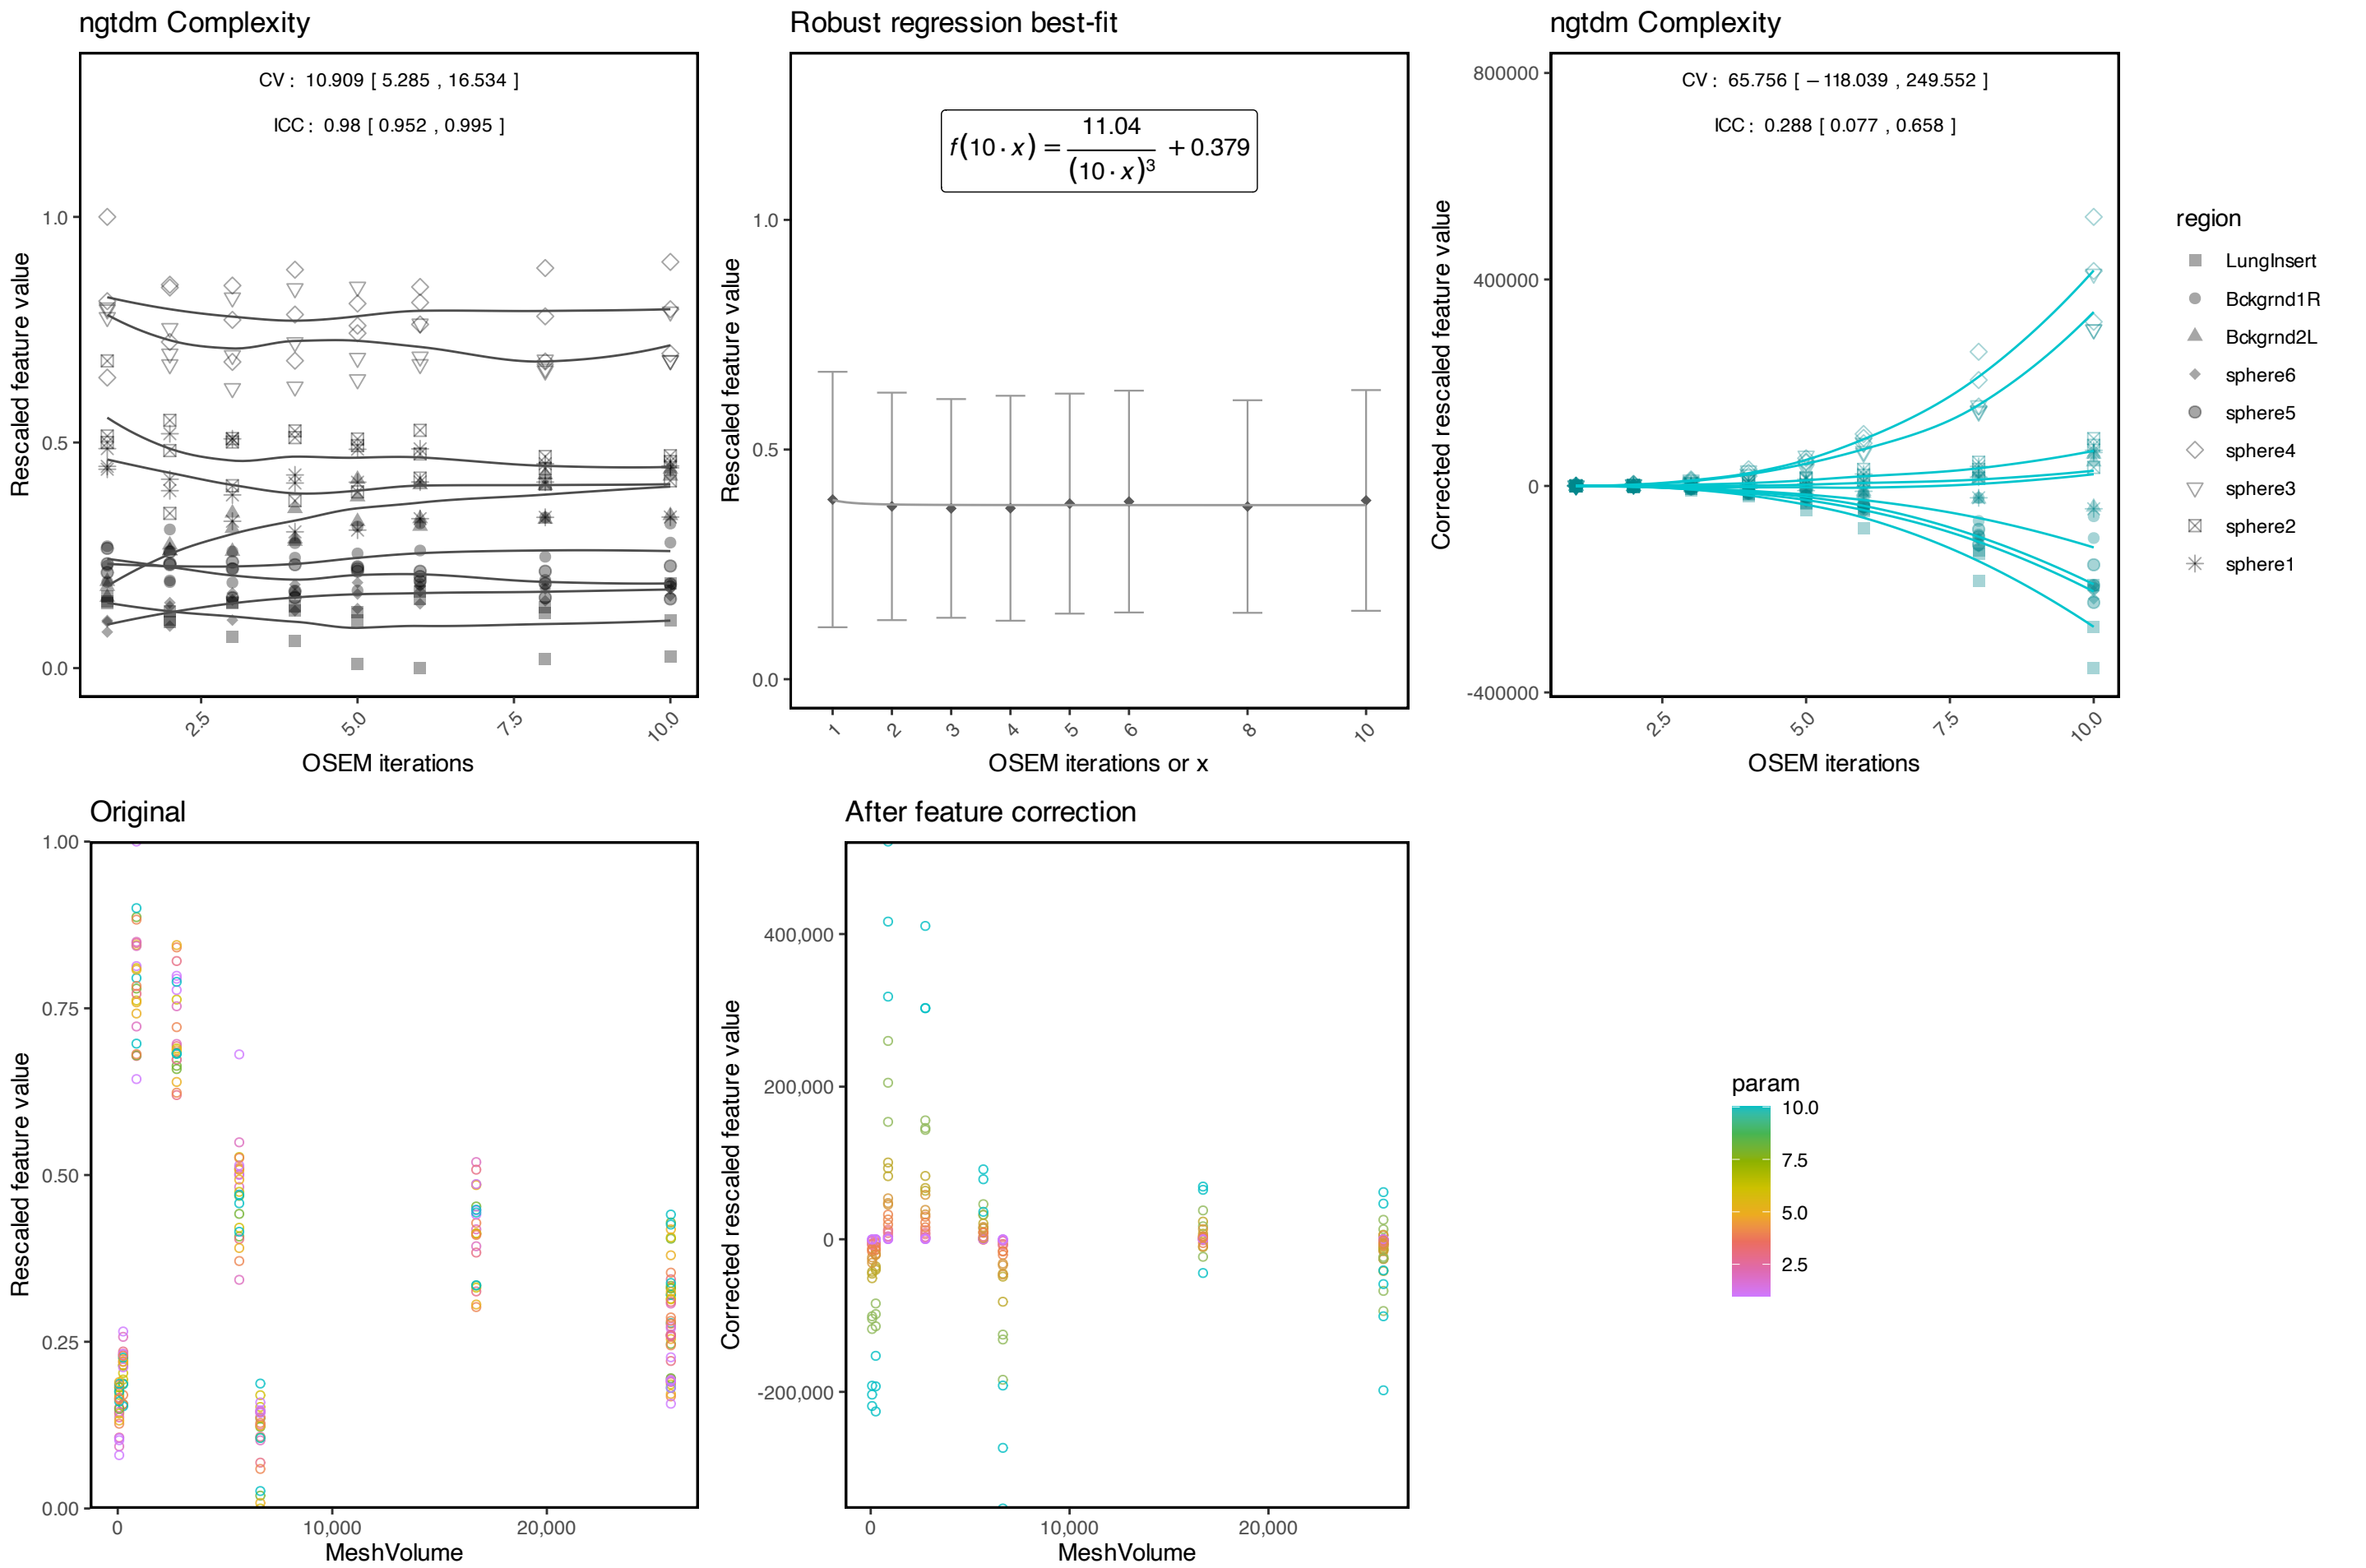 ngtdm Complexity
CV: 10.909 [ 5.285 , 16.534 ]
ICC: 0.98 [ 0.952 , 0.995 ]
Rescaled feature value
1.0
0.5
0.0
2.5
5.0
7.5
10.0
OSEM iterations
Robust regression best-fit
f(10 · x) = 11.04 / (10 · x)³ + 0.379
Rescaled feature value
1.0
0.5
0.0
1
2
3
4
5
6
8
10
OSEM iterations or x
ngtdm Complexity
CV: 65.756 [ −118.039 , 249.552 ]
ICC: 0.288 [ 0.077 , 0.658 ]
Corrected rescaled feature value
800000
400000
0
-400000
2.5
5.0
7.5
10.0
OSEM iterations
region
LungInsert
Bckgrnd1R
Bckgrnd2L
sphere6
sphere5
sphere4
sphere3
sphere2
sphere1
Original
Rescaled feature value
1.00
0.75
0.50
0.25
0.00
0
10,000
20,000
MeshVolume
After feature correction
Corrected rescaled feature value
400,000
200,000
0
-200,000
0
10,000
20,000
MeshVolume
param
10.0
7.5
5.0
2.5